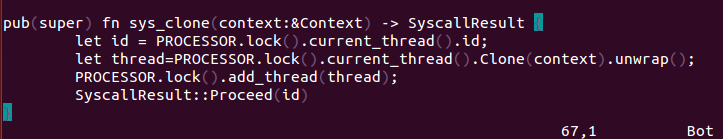 pub(super) fn sys_clone(context:&Context) -> SyscallResult {
        let id = PROCESSOR.lock().current_thread().id;
        let thread=PROCESSOR.lock().current_thread().Clone(context).unwrap();
        PROCESSOR.lock().add_thread(thread);
        SyscallResult::Proceed(id)
}
67,1 Bot